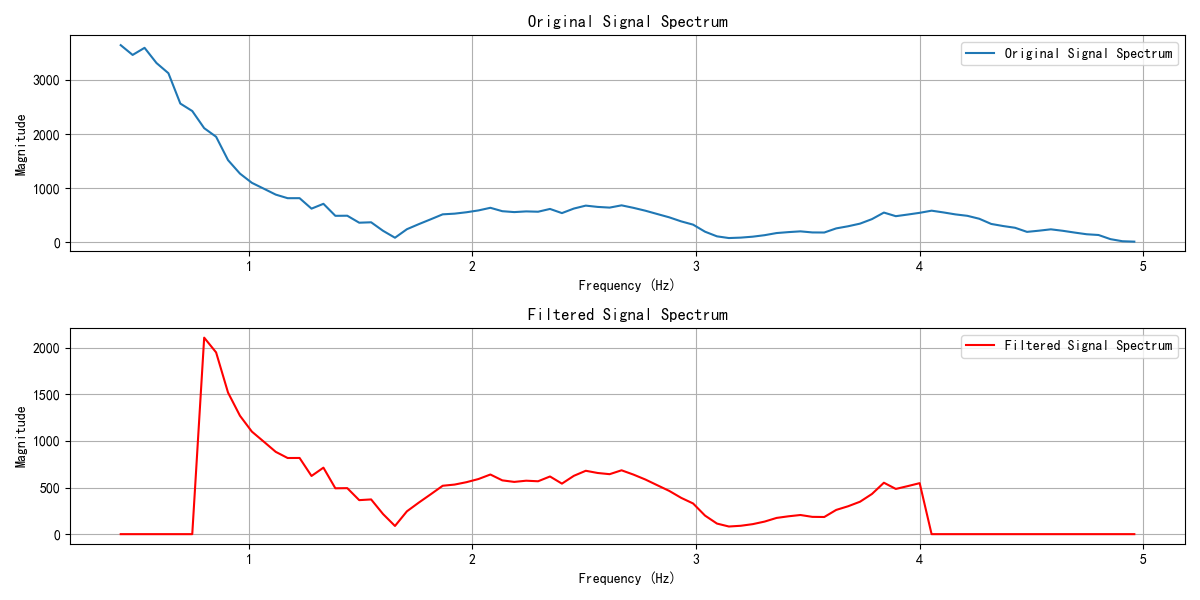 Original Signal Spectrum
Original Signal Spectrum
Magnitude
3000
2000
1000
0
1 2 3 4 5
Frequency (Hz)
Filtered Signal Spectrum
Filtered Signal Spectrum
Magnitude
2000
1500
1000
500
0
1 2 3 4 5
Frequency (Hz)